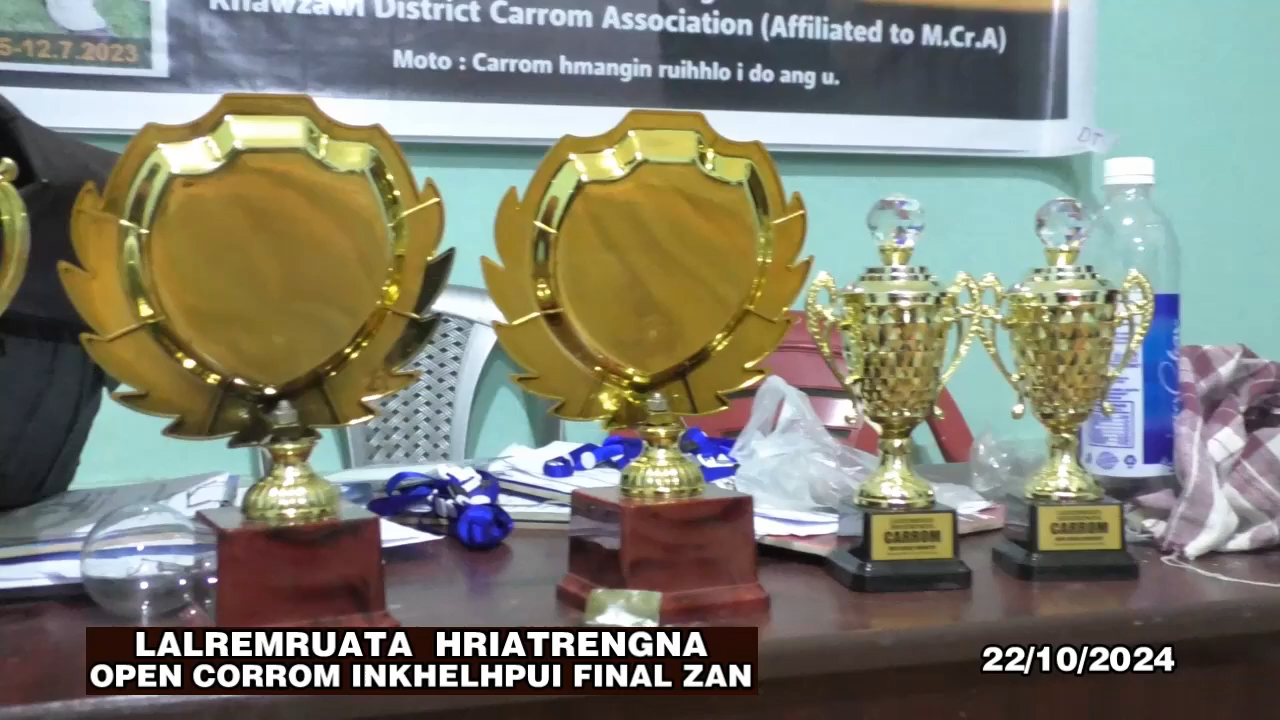 5-12.7.2023
Khawzawl District Carrom Association (Affiliated to M.Cr.A)
Moto : Carrom hmangin ruihhlo i do ang u.
DT
CARROM
CARROM
LALREMRUATA HRIATRENGNA
OPEN CORROM INKHELHPUI FINAL ZAN
22/10/2024